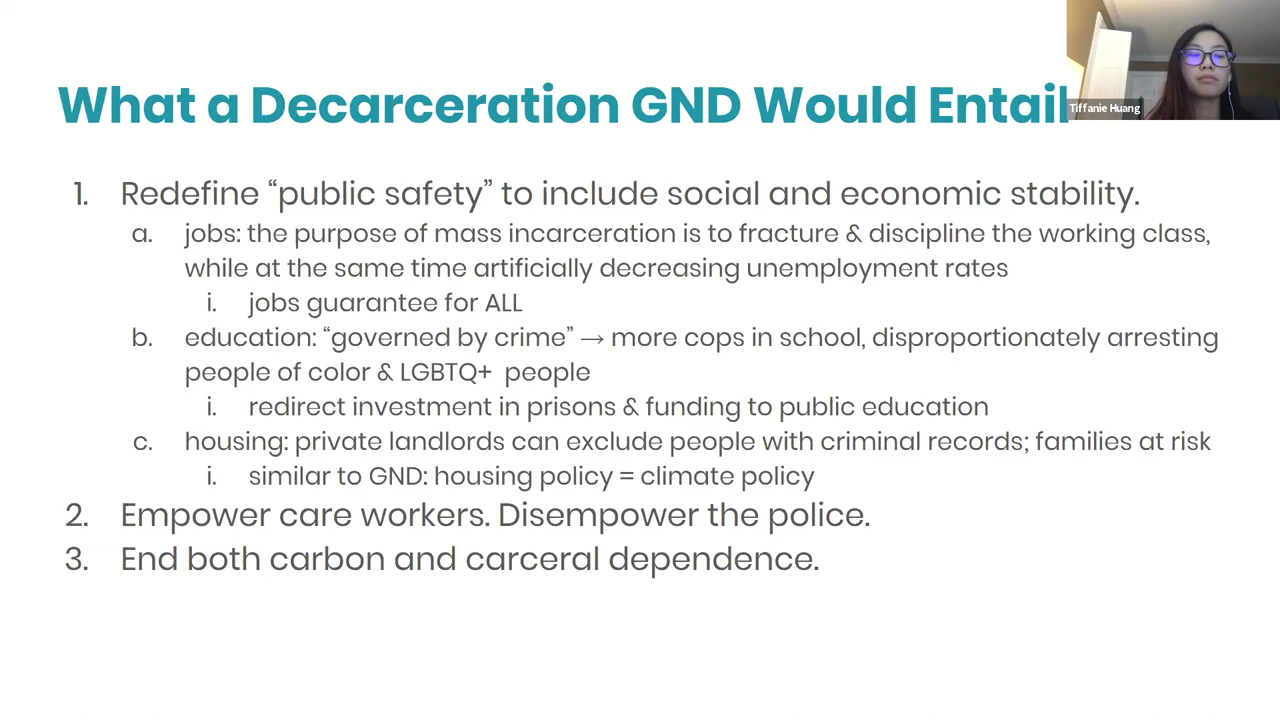 What a Decarceration GND Would Entail
Tiffanie Huang
1. Redefine “public safety” to include social and economic stability.
a. jobs: the purpose of mass incarceration is to fracture & discipline the working class,
while at the same time artificially decreasing unemployment rates
i. jobs guarantee for ALL
b. education: “governed by crime” → more cops in school, disproportionately arresting
people of color & LGBTQ+ people
i. redirect investment in prisons & funding to public education
c. housing: private landlords can exclude people with criminal records; families at risk
i. similar to GND: housing policy = climate policy
2. Empower care workers. Disempower the police.
3. End both carbon and carceral dependence.